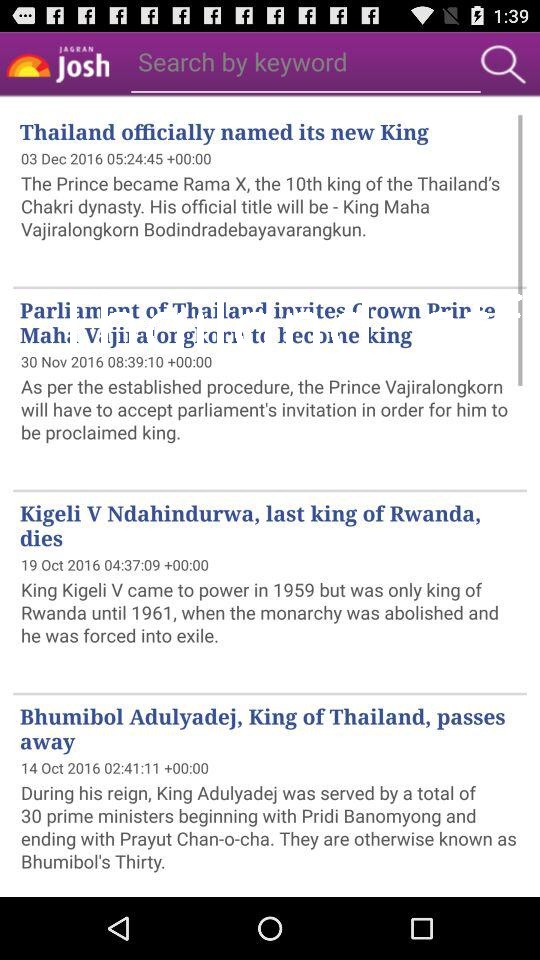 1:39
JAGRAN
Josh
Search by keyword
Thailand officially named its new King
03 Dec 2016 05:24:45 +00:00
The Prince became Rama X, the 10th king of the Thailand's
Chakri dynasty. His official title will be - King Maha
Vajiralongkorn Bodindradebayavarangkun.
Parliament of Thailand invites Crown Prince
Maha Vajiralongkorn to become king
30 Nov 2016 08:39:10 +00:00
As per the established procedure, the Prince Vajiralongkorn
will have to accept parliament's invitation in order for him to
be proclaimed king.
Kigeli V Ndahindurwa, last king of Rwanda,
dies
19 Oct 2016 04:37:09 +00:00
King Kigeli V came to power in 1959 but was only king of
Rwanda until 1961, when the monarchy was abolished and
he was forced into exile.
Bhumibol Adulyadej, King of Thailand, passes
away
14 Oct 2016 02:41:11 +00:00
During his reign, King Adulyadej was served by a total of
30 prime ministers beginning with Pridi Banomyong and
ending with Prayut Chan-o-cha. They are otherwise known as
Bhumibol's Thirty.